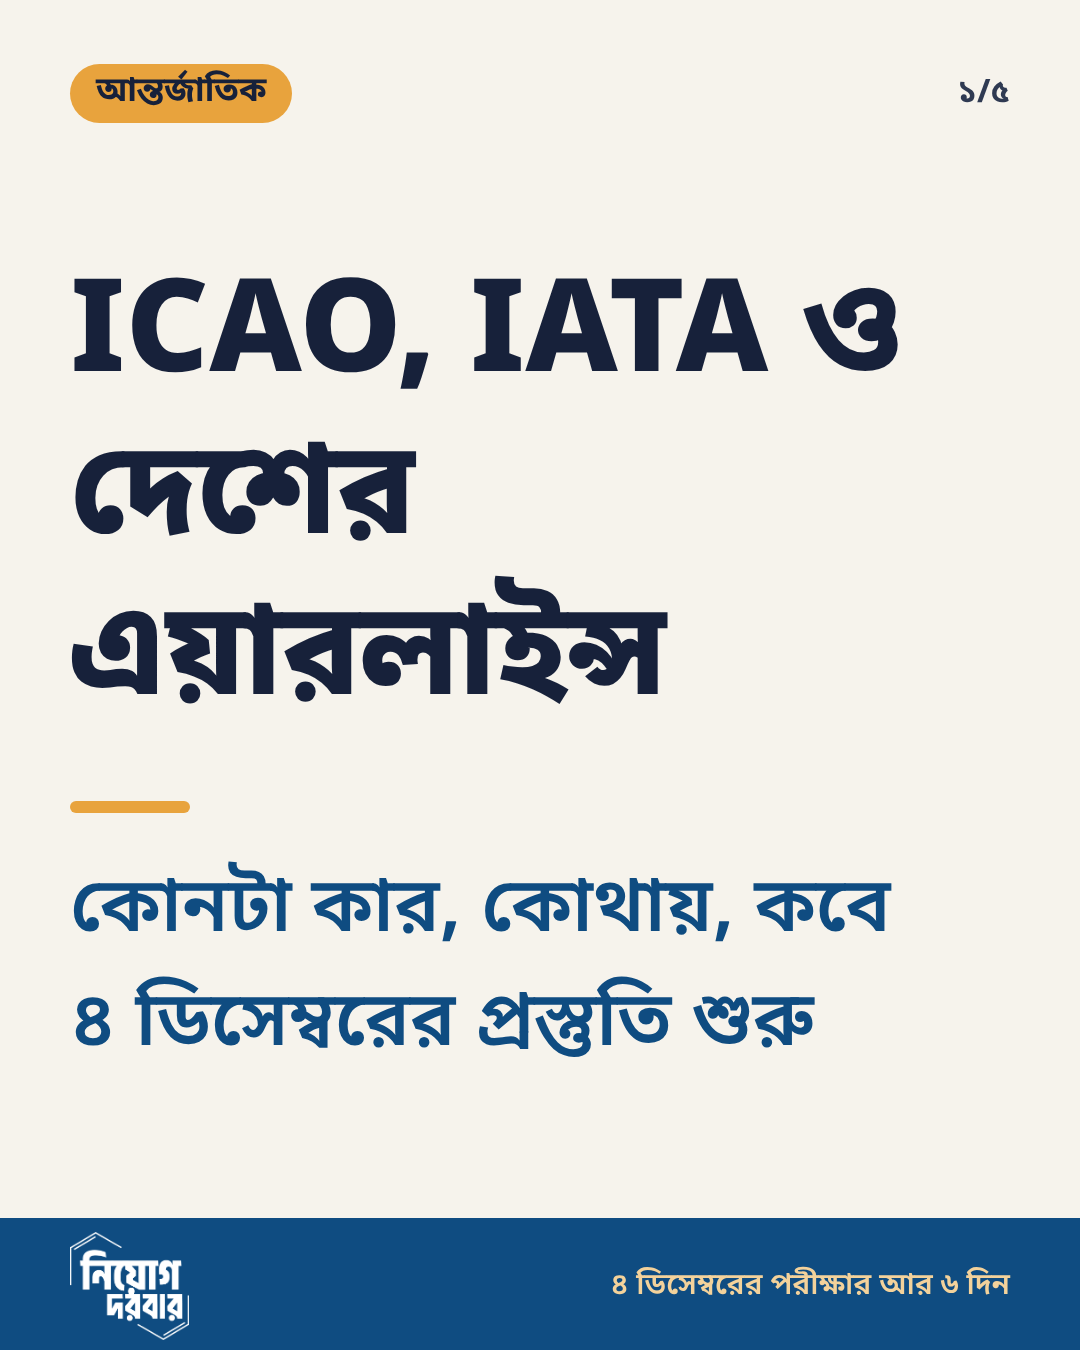 আন্তর্জাতিক
১/৫
ICAO, IATA ও
দেশের
এয়ারলাইন্স
কোনটা কার, কোথায়, কবে
৪ ডিসেম্বরের প্রস্তুতি শুরু
নিয়োগ
দরবার
৪ ডিসেম্বরের পরীক্ষার আর ৬ দিন